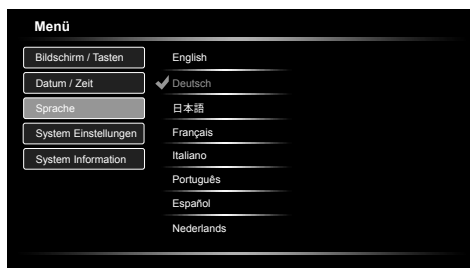 Menü
Bildschirm / Tasten
Datum / Zeit
Sprache
System Einstellungen
System Information
English
Deutsch
日本語
Français
Italiano
Português
Español
Nederlands